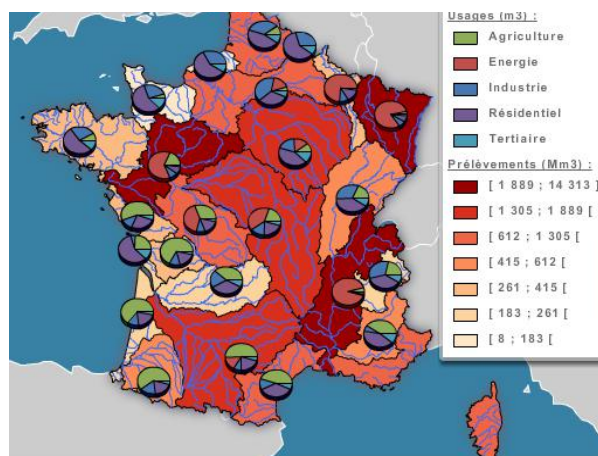 Usages (m3) :
Agriculture
Energie
Industrie
Résidentiel
Tertiaire
Prélèvements (Mm3) :
[ 1 889 ; 14 313 ]
[ 1 305 ; 1 889 [
[ 612 ; 1 305 [
[ 415 ; 612 [
[ 261 ; 415 [
[ 183 ; 261 [
[ 8 ; 183 [